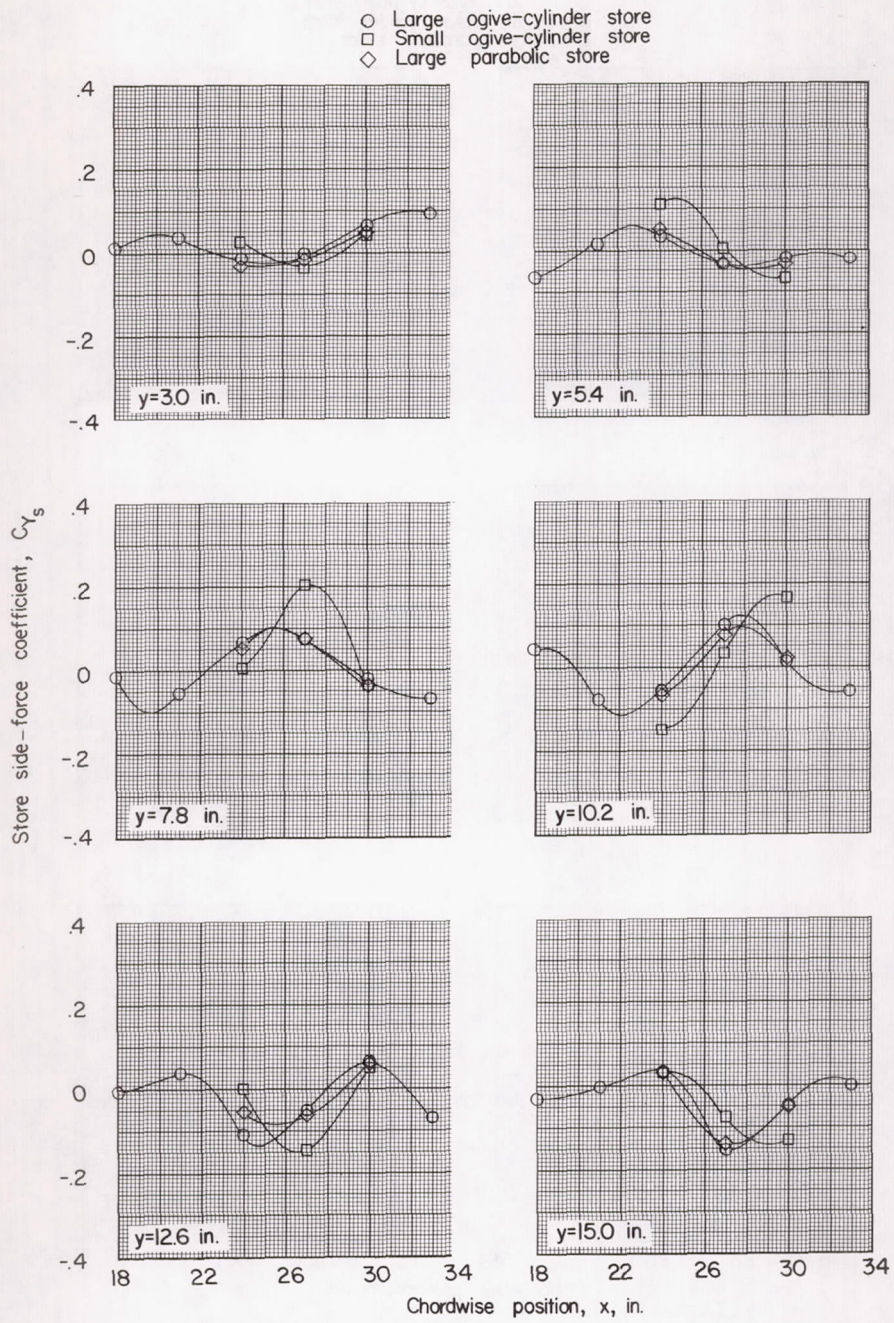 ○ Large ogive-cylinder store
□ Small ogive-cylinder store
◇ Large parabolic store
.4
.2
0
-.2
-.4
y=3.0 in.
y=5.4 in.
Store side-force coefficient, CYs
.4
.2
0
-.2
-.4
y=7.8 in.
y=10.2 in.
.4
.2
0
-.2
-.4
y=12.6 in.
y=15.0 in.
18 22 26 30 34 18 22 26 30 34
Chordwise position, x, in.